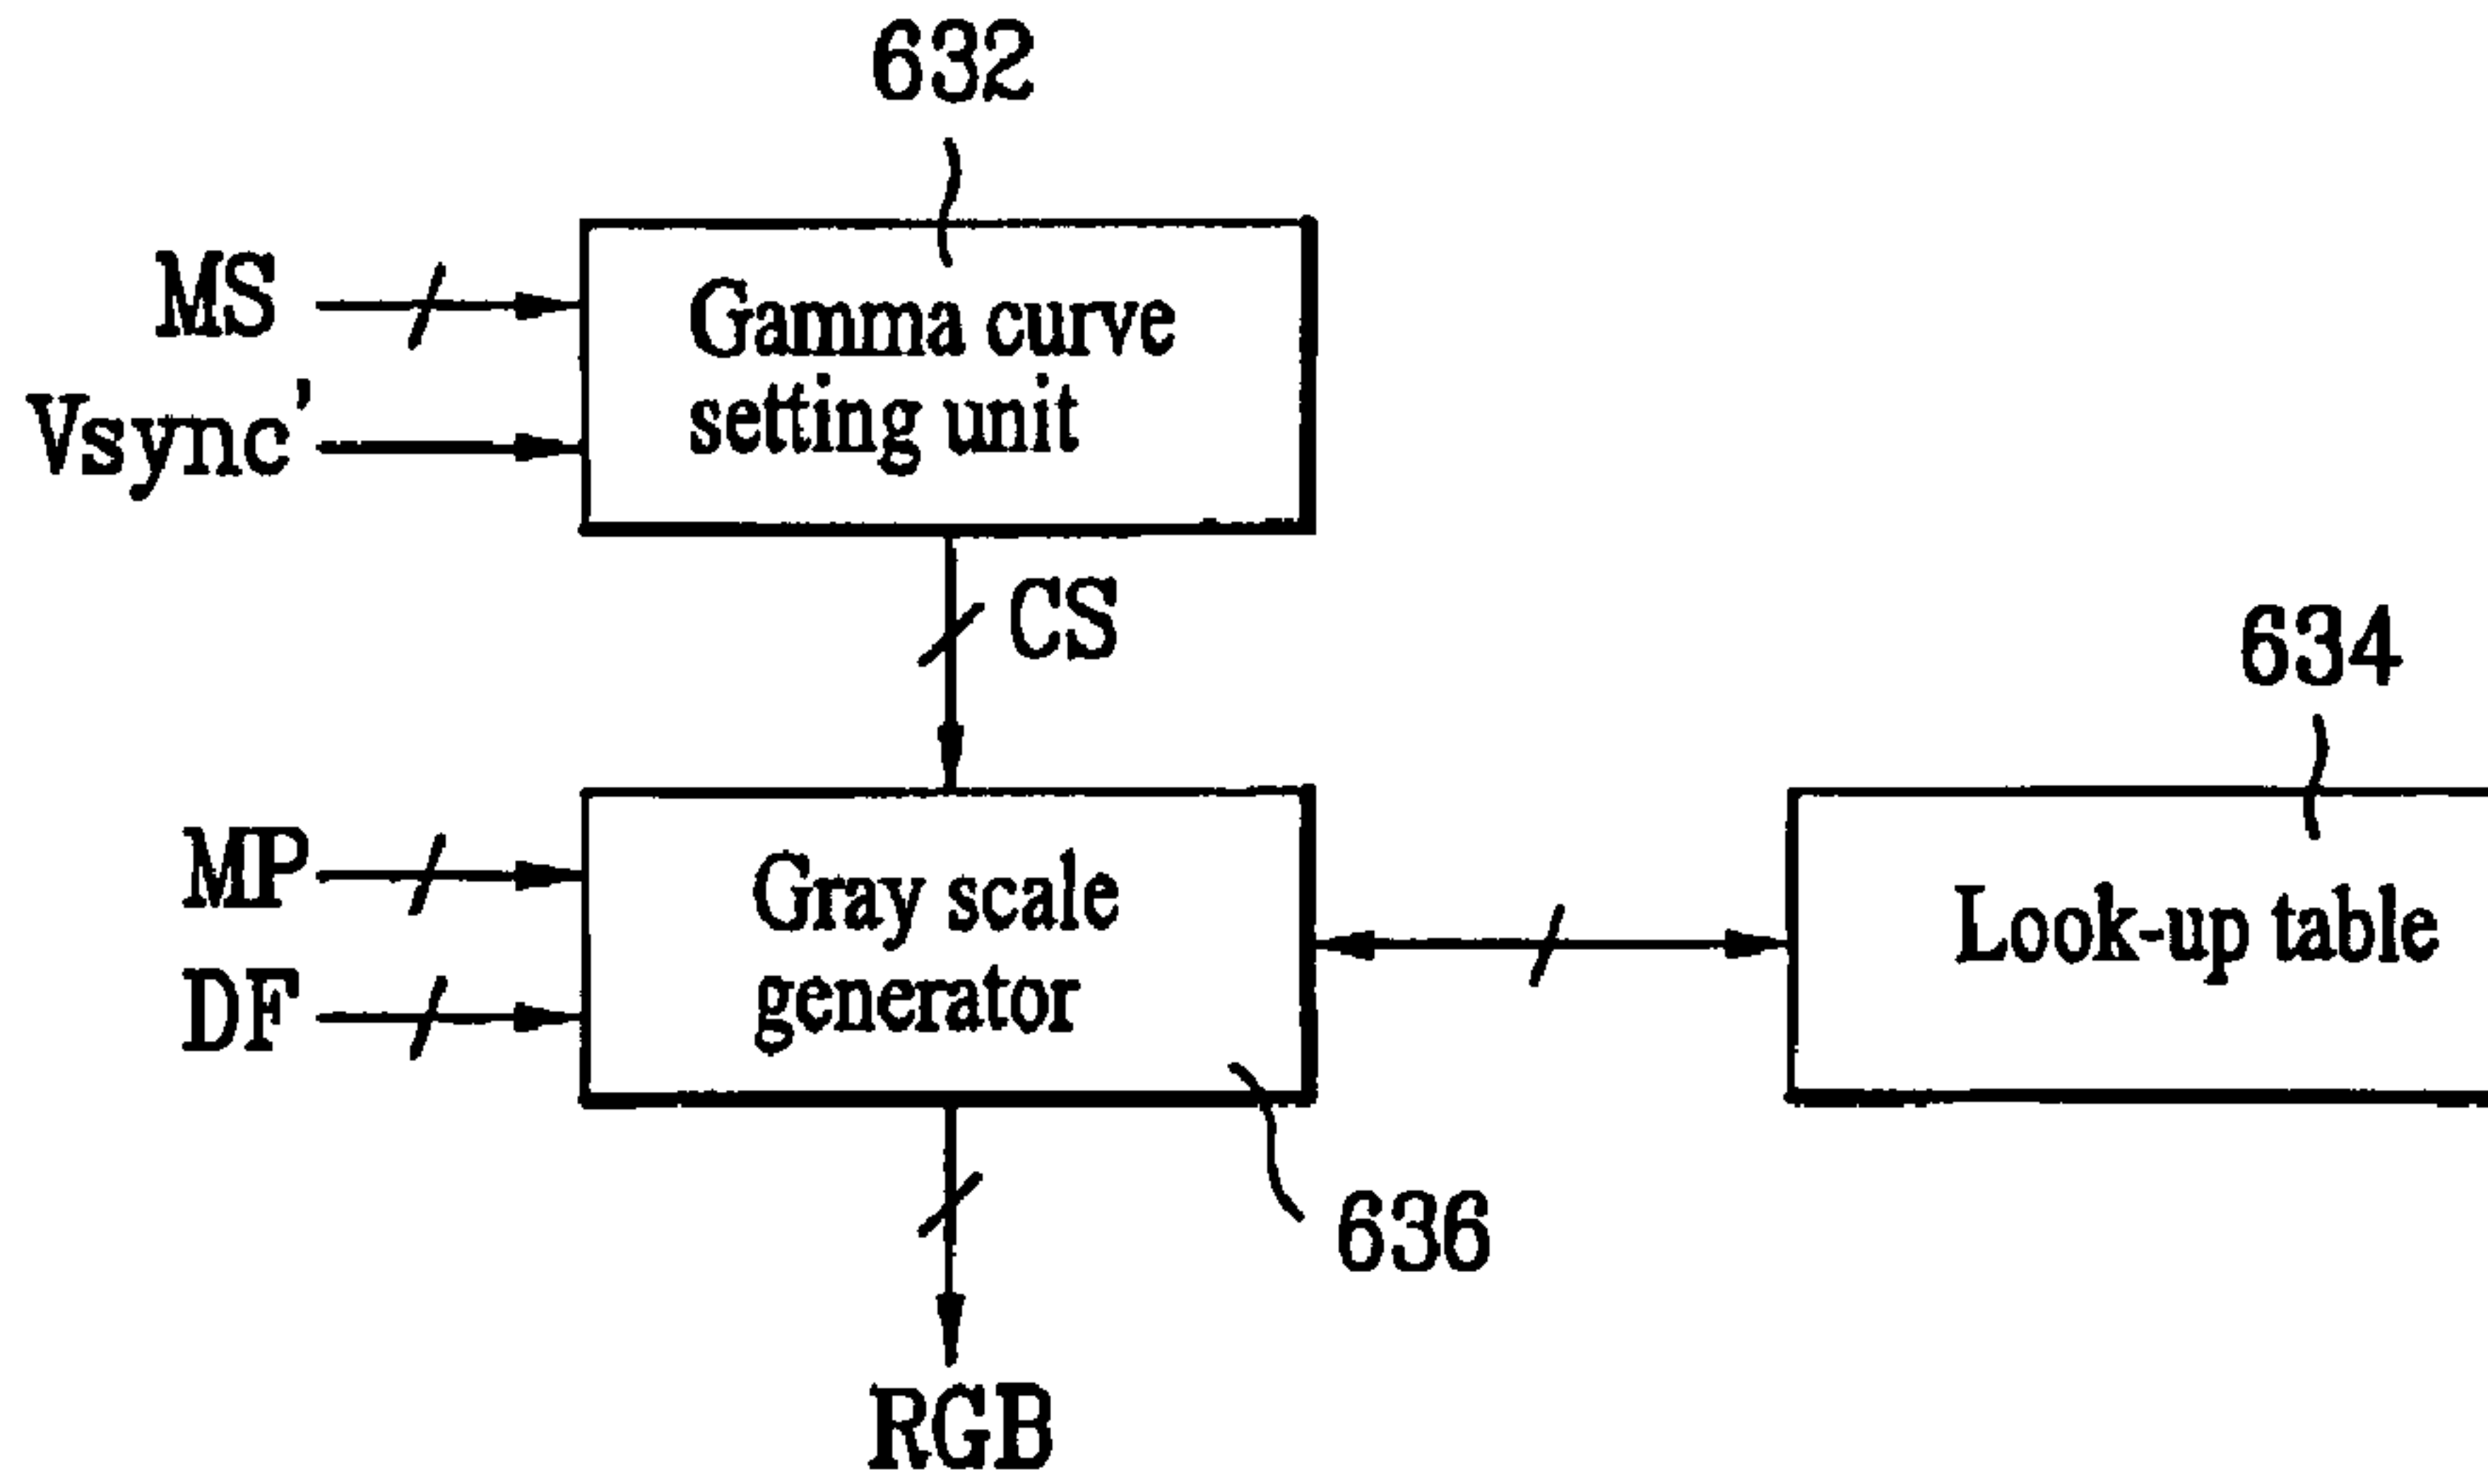 632
MS
Vsync'
Gamma curve
setting unit
CS
634
MP
DF
Gray scale
generator
Look-up table
636
RGB